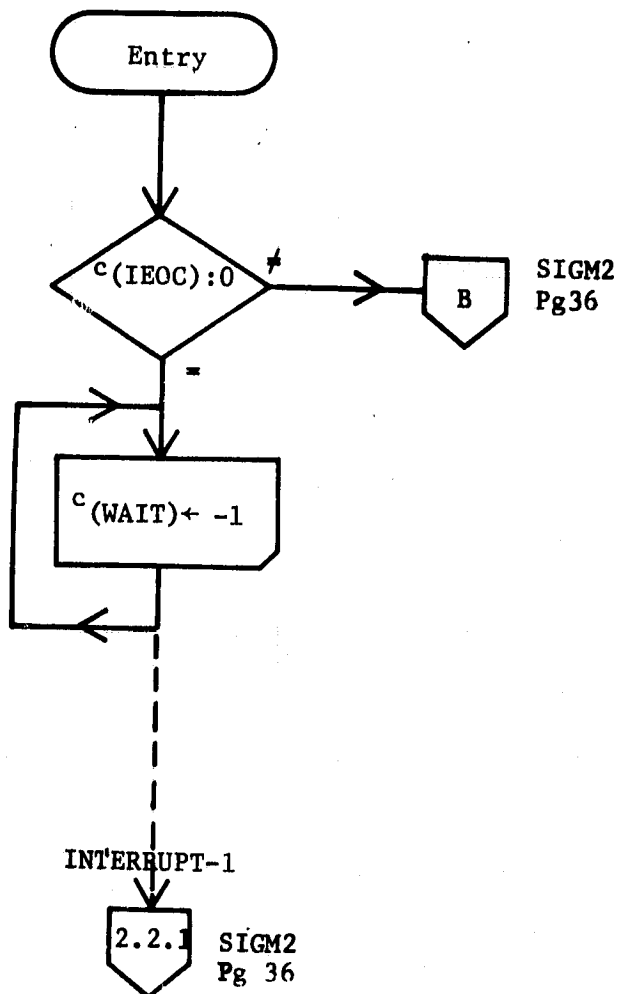 Entry
c(IEOC):0
≠
B
SIGM2
Pg36
=
c(WAIT)← -1
INTERRUPT-1
2.2.1
SIGM2
Pg 36